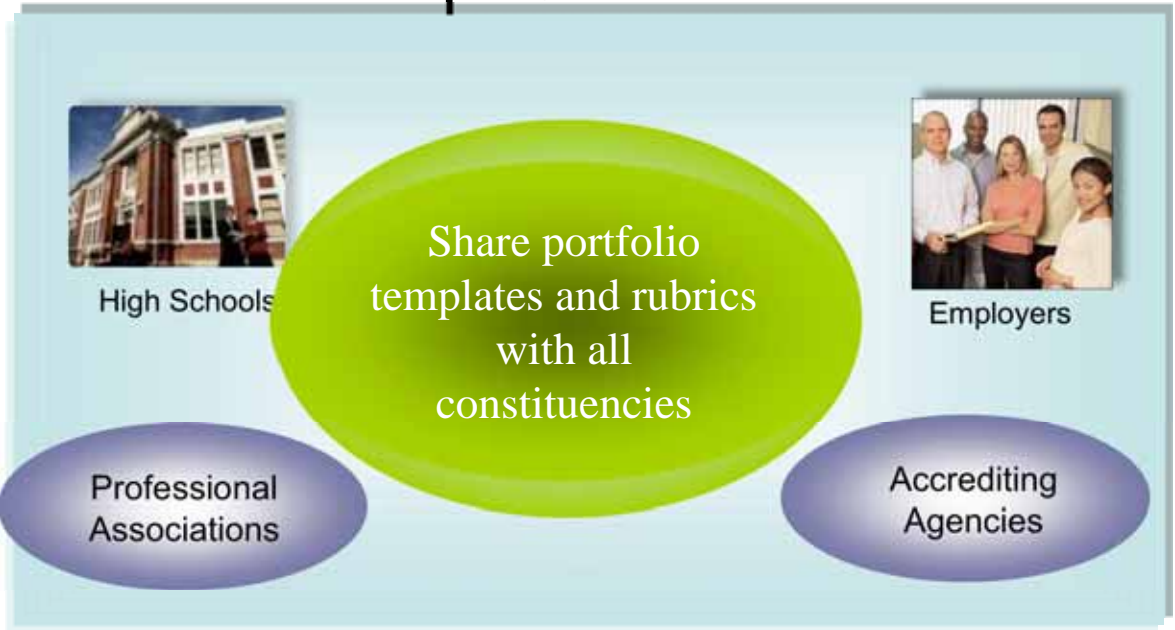 High Schools
Share portfolio
templates and rubrics
with all
constituencies
Employers
Professional
Associations
Accrediting
Agencies